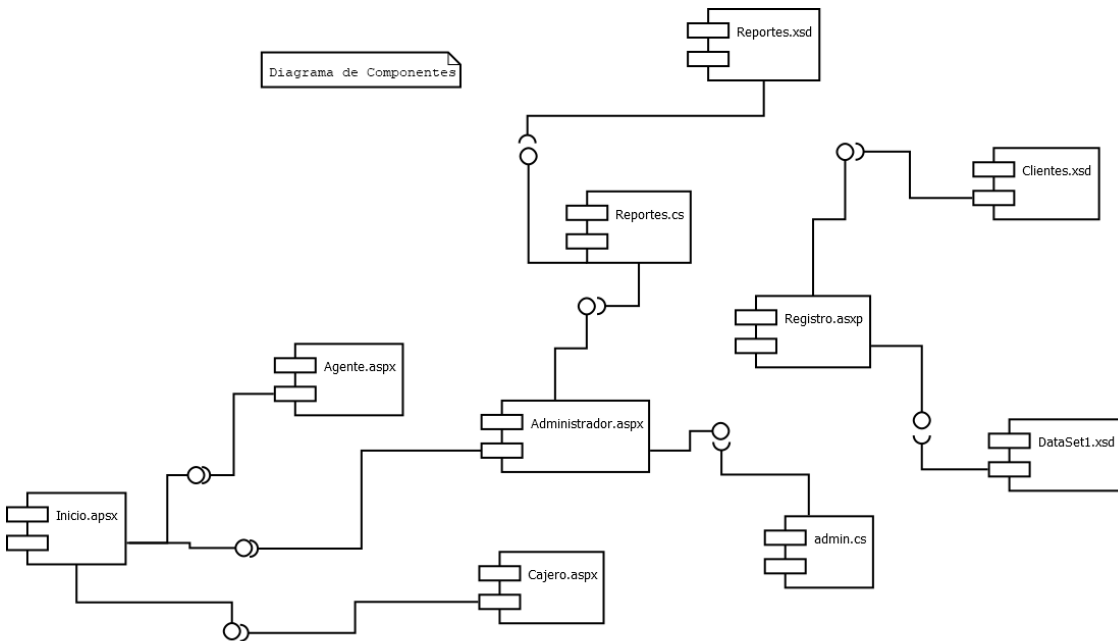 Reportes.xsd
Diagrama de Componentes
Clientes.xsd
Reportes.cs
Registro.asxp
Agente.aspx
Administrador.aspx
DataSet1.xsd
Inicio.apsx
admin.cs
Cajero.aspx